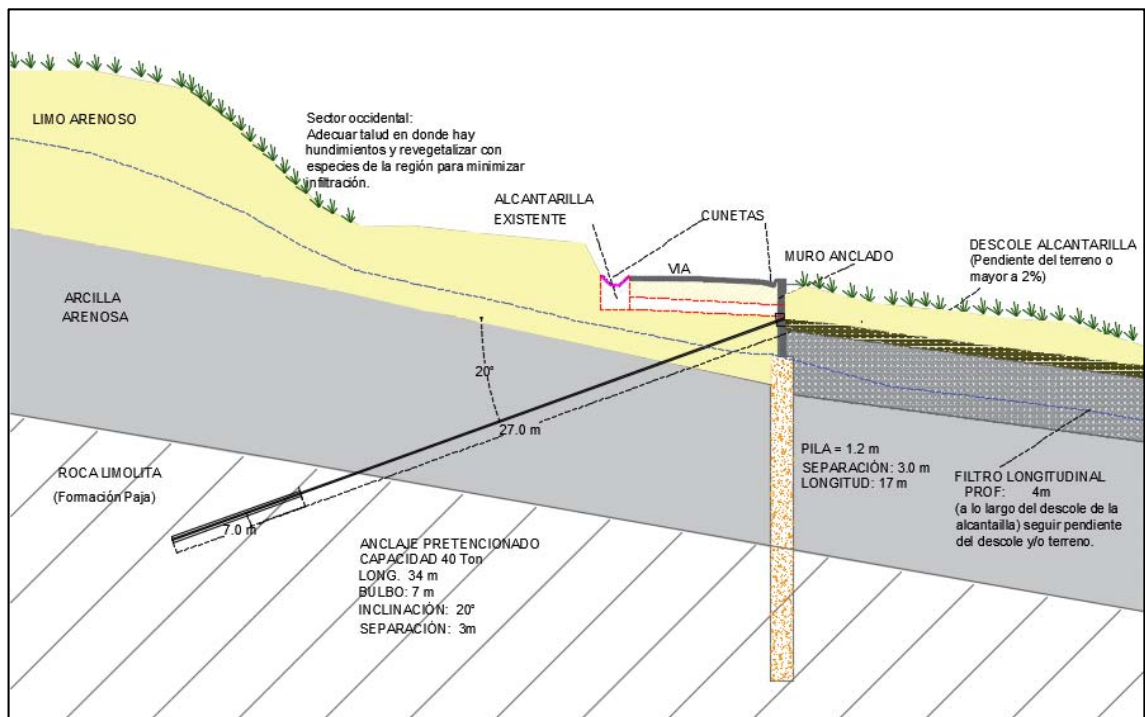 LIMO ARENOSO
Sector occidental:
Adecuar talud en donde hay
hundimientos y revegetalizar con
especies de la región para minimizar
infiltración.
ALCANTARILLA
EXISTENTE
CUNETAS
VIA
MURO ANCLADO
DESCOLE ALCANTARILLA
(Pendiente del terreno o
mayor a 2%)
ARCILLA
ARENOSA
20°
27.0 m
ROCA LIMOLITA
(Formación Paja)
7.0 m
ANCLAJE PRETENCIONADO
CAPACIDAD 40 Ton
LONG. 34 m
BULBO: 7 m
INCLINACIÓN: 20°
SEPARACIÓN: 3m
PILA = 1.2 m
SEPARACIÓN: 3.0 m
LONGITUD: 17 m
FILTRO LONGITUDINAL
PROF: 4m
(a lo largo del descole de la
alcantailla) seguir pendiente
del descole y/o terreno.